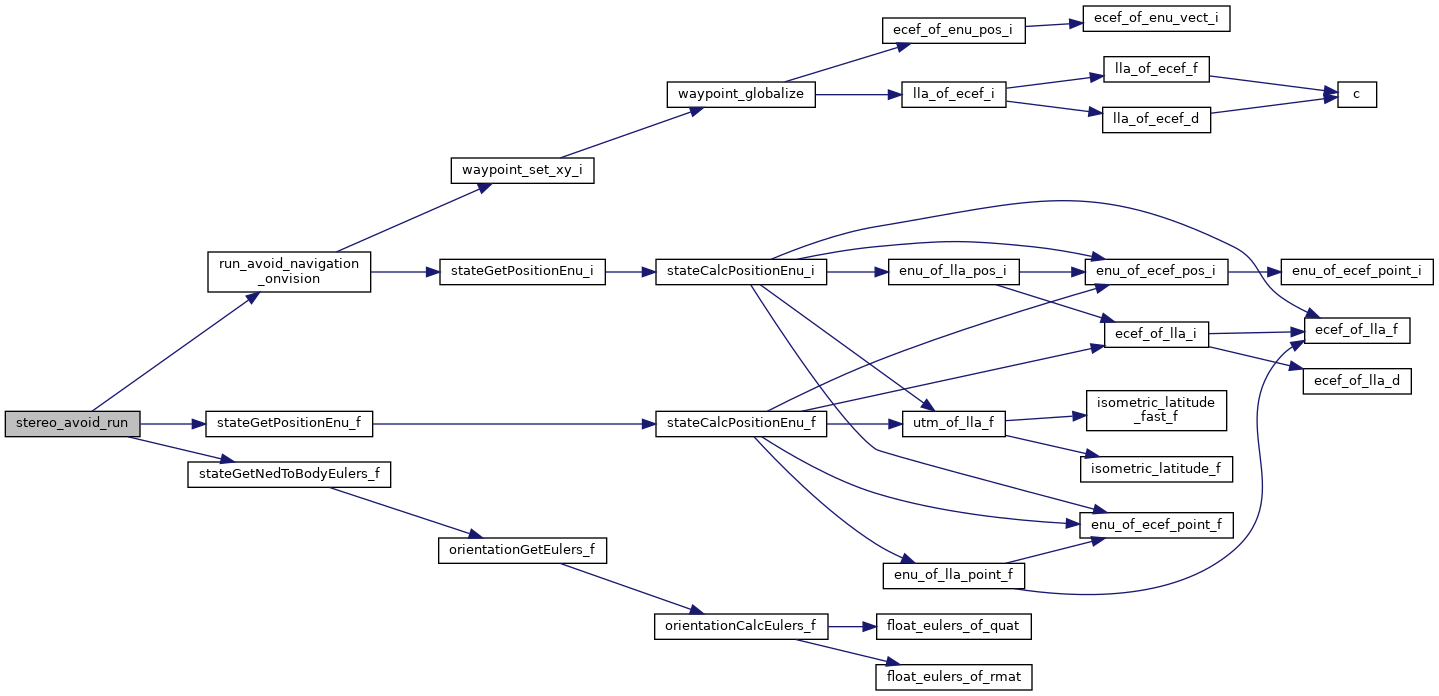 ecef_of_enu_vect_i
ecef_of_enu_pos_i
lla_of_ecef_f
waypoint_globalize
lla_of_ecef_i
c
lla_of_ecef_d
waypoint_set_xy_i
run_avoid_navigation
_onvision
stateGetPositionEnu_i
stateCalcPositionEnu_i
enu_of_lla_pos_i
enu_of_ecef_pos_i
enu_of_ecef_point_i
ecef_of_lla_i
ecef_of_lla_f
ecef_of_lla_d
stereo_avoid_run
stateGetPositionEnu_f
stateCalcPositionEnu_f
utm_of_lla_f
isometric_latitude
_fast_f
isometric_latitude_f
stateGetNedToBodyEulers_f
enu_of_ecef_point_f
orientationGetEulers_f
enu_of_lla_point_f
orientationCalcEulers_f
float_eulers_of_quat
float_eulers_of_rmat